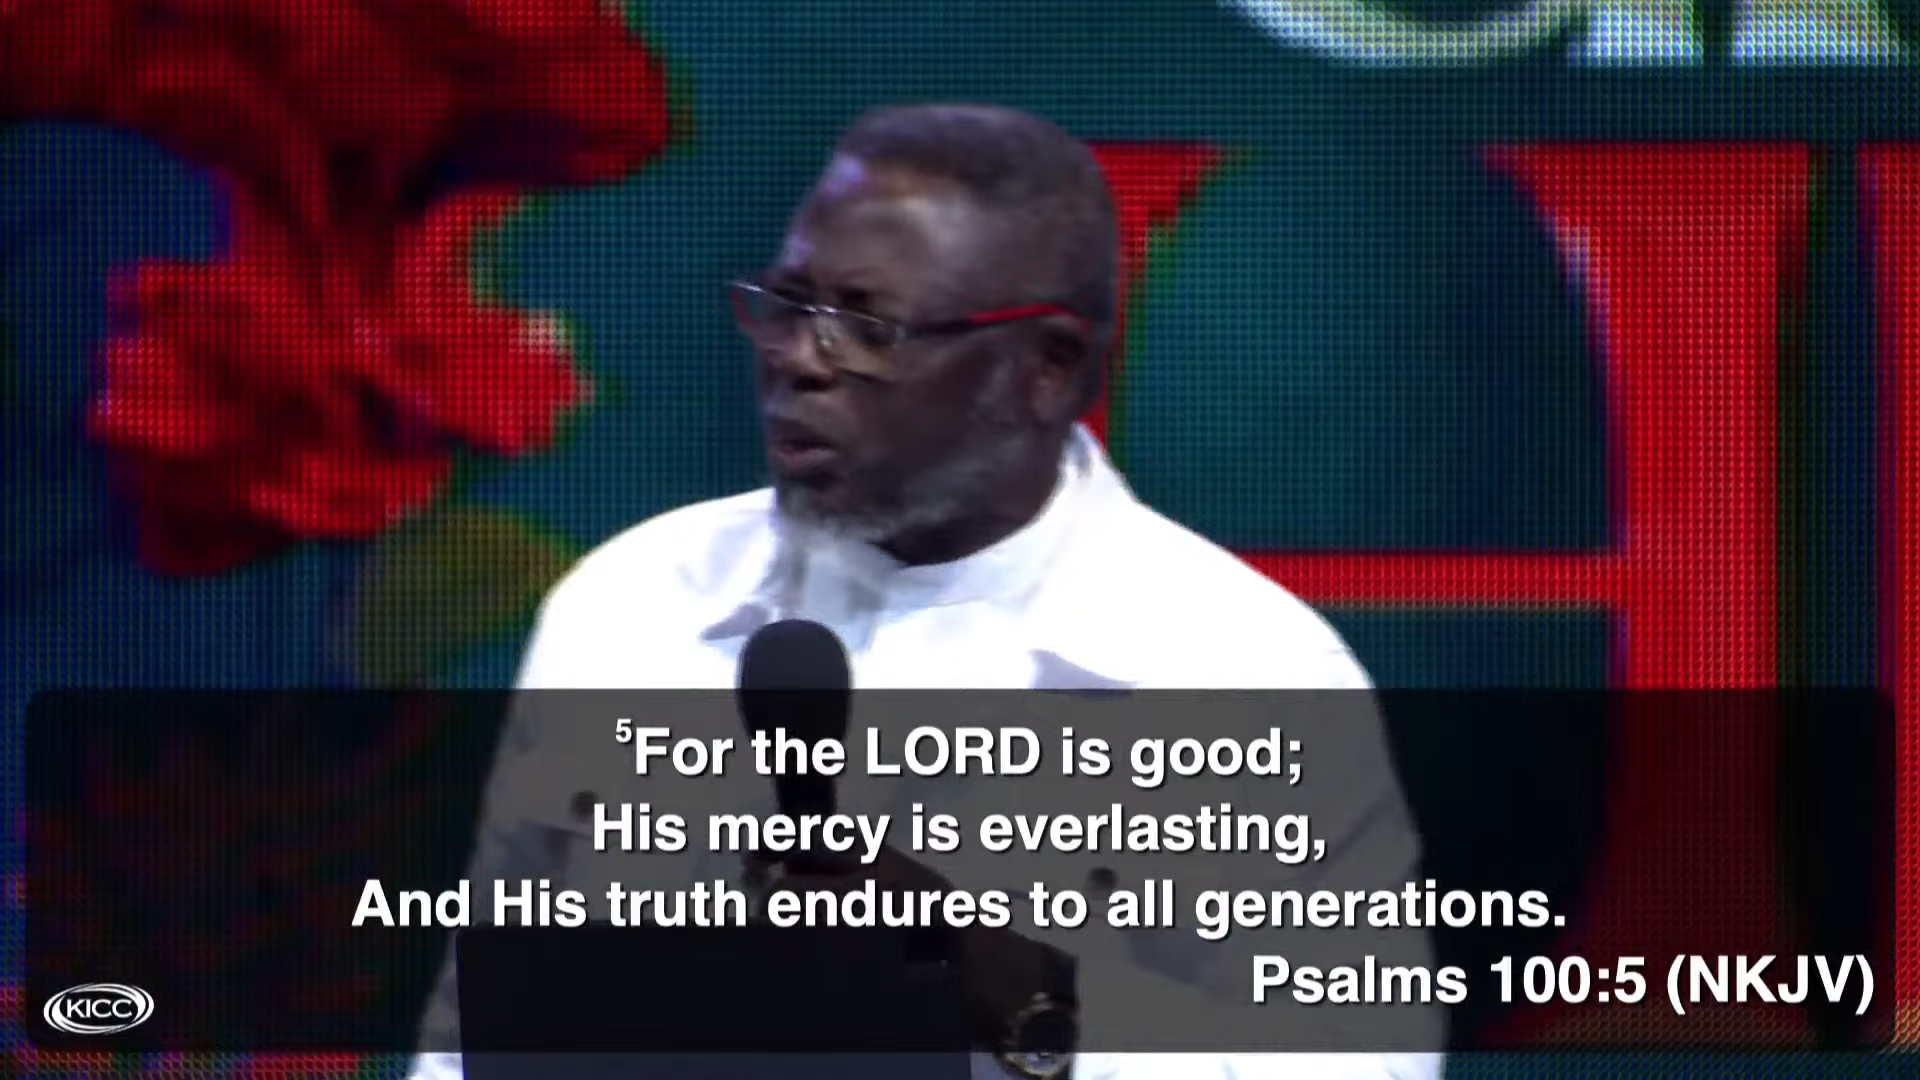 ⁵For the LORD is good;
His mercy is everlasting,
And His truth endures to all generations.
Psalms 100:5 (NKJV)
KICC